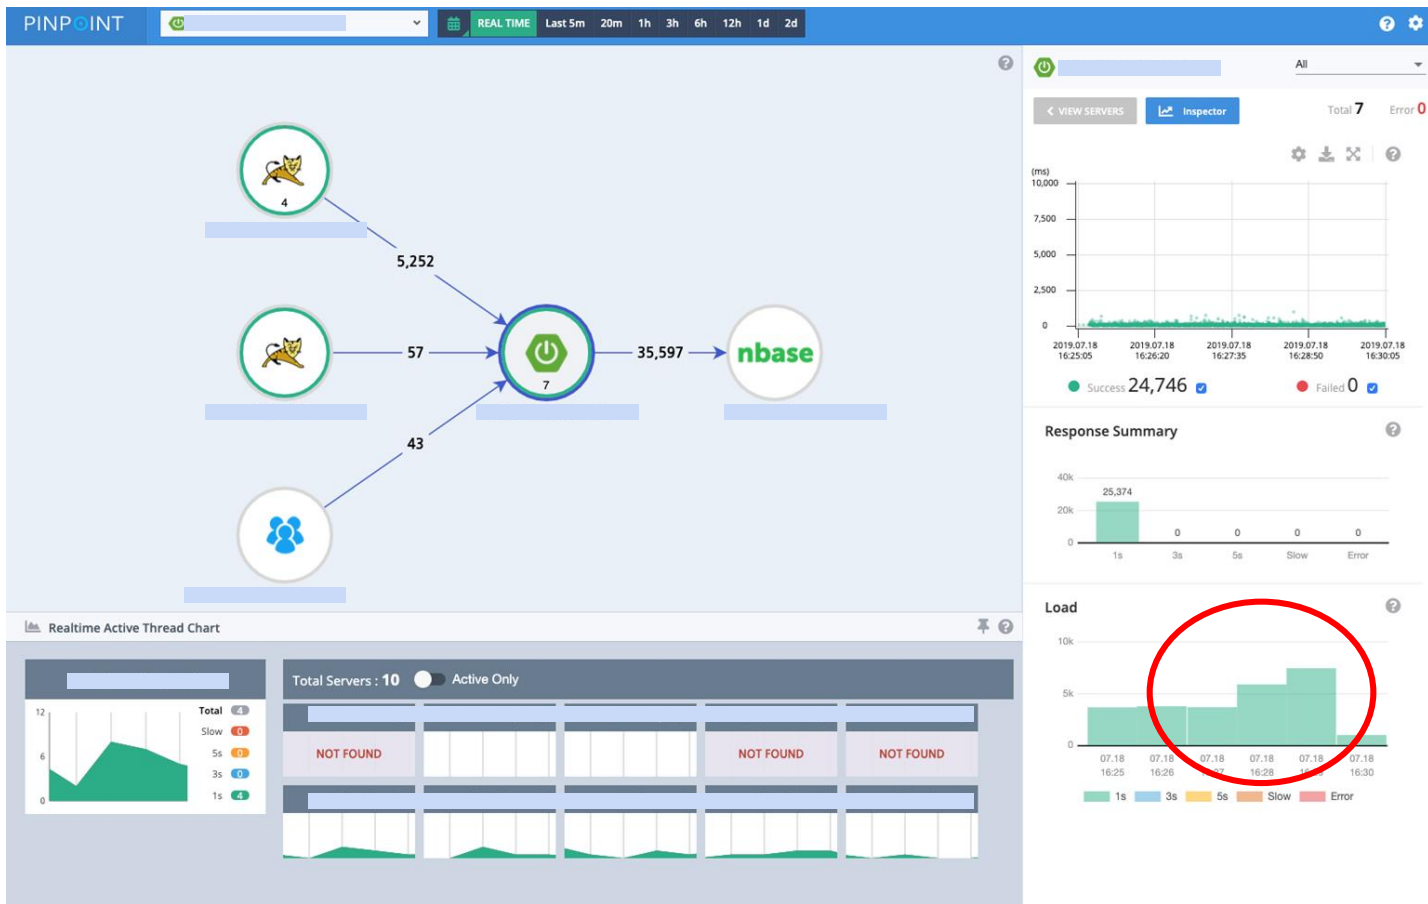 PINPOINT
REAL TIME Last 5m 20m 1h 3h 6h 12h 1d 2d
4
5,252
57
7
35,597
nbase
43
All
VIEW SERVERS
Inspector
Total 7 Error 0
(ms)
10,000
7,500
5,000
2,500
0
2019.07.18 2019.07.18 2019.07.18 2019.07.18 2019.07.18
16:25:05 16:26:20 16:27:35 16:28:50 16:30:05
Success 24,746 Failed 0
Response Summary
40k
25,374
20k
0 0 0 0
0
1s 3s 5s Slow Error
Load
10k
5k
0
07.18 07.18 07.18 07.18 07.18 07.18
16:25 16:26 16:28 16:30
1s 3s 5s Slow Error
Realtime Active Thread Chart
12
6
0
Total 4
Slow 0
5s 0
3s 0
1s 4
Total Servers : 10 Active Only
NOT FOUND NOT FOUND NOT FOUND